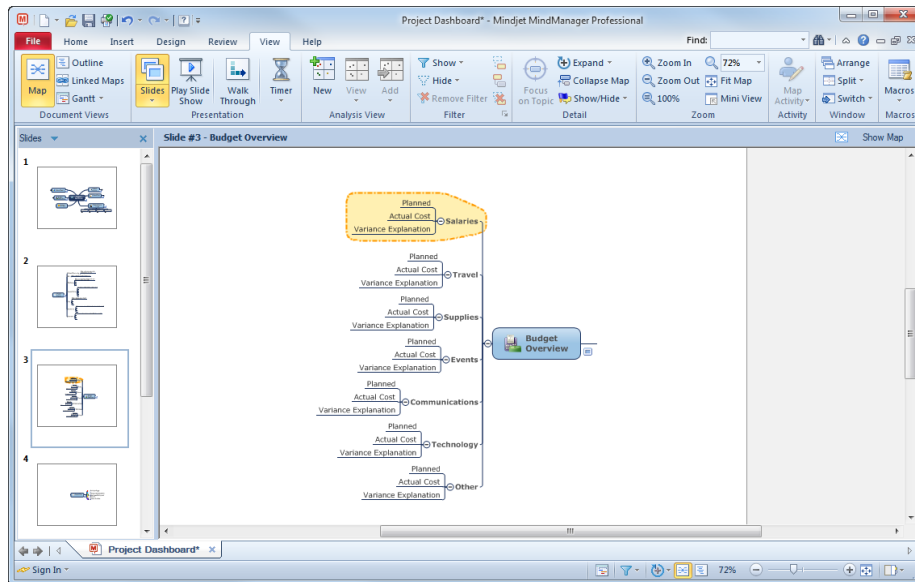 Project Dashboard* - Mindjet MindManager Professional
File Home Insert Design Review View Help Find:
Map
Outline
Linked Maps
Gantt
Document Views
Slides
Play Slide Show
Walk Through
Timer
Presentation
New
View
Add
Analysis View
Show
Hide
Remove Filter
Filter
Focus on Topic
Expand
Collapse Map
Show/Hide
Detail
Zoom In
Zoom Out
100%
72%
Fit Map
Mini View
Zoom
Map Activity
Activity
Arrange
Split
Switch
Window
Macros
Macros
Slides
Slide #3 - Budget Overview
Show Map
1
2
3
4
Planned
Actual Cost
Variance Explanation
Salaries
Planned
Actual Cost
Variance Explanation
Travel
Planned
Actual Cost
Variance Explanation
Supplies
Planned
Actual Cost
Variance Explanation
Events
Planned
Actual Cost
Variance Explanation
Communications
Planned
Actual Cost
Variance Explanation
Technology
Planned
Actual Cost
Variance Explanation
Other
Budget
Overview
Project Dashboard*
Sign In
72%